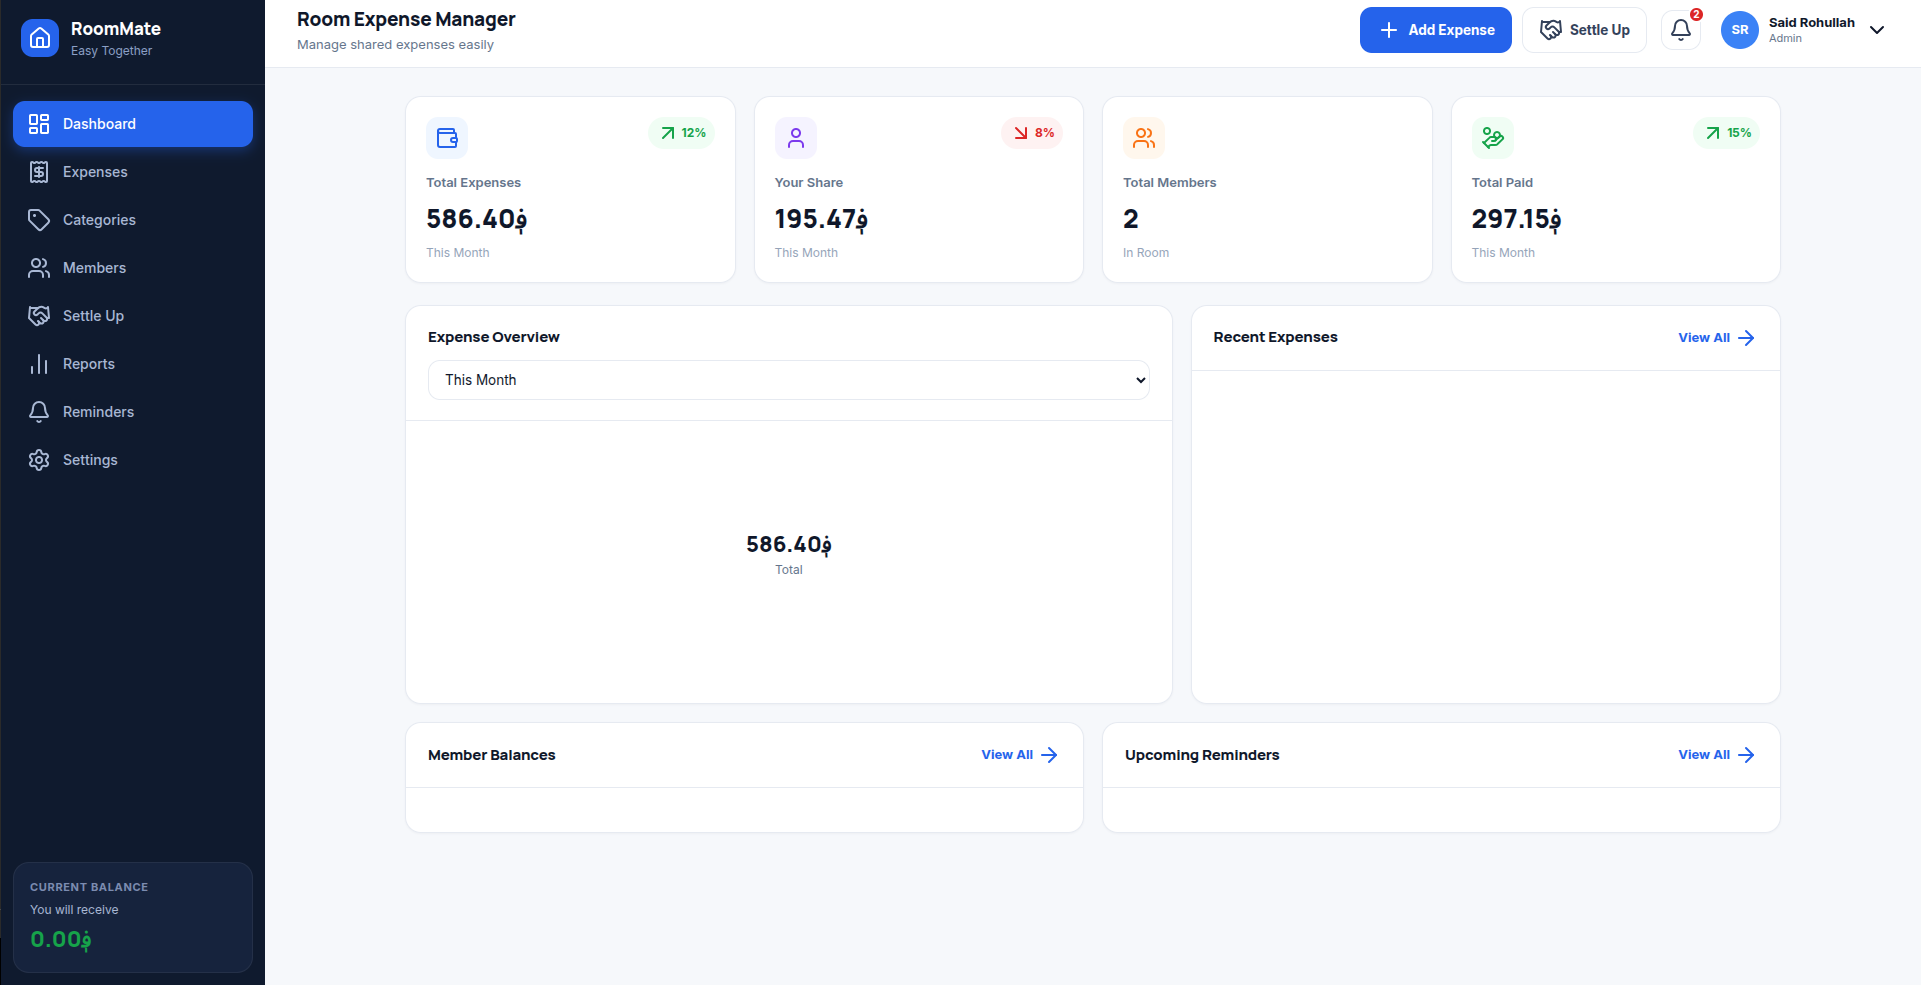 RoomMate
Easy Together
Dashboard
Expenses
Categories
Members
Settle Up
Reports
Reminders
Settings
CURRENT BALANCE
You will receive
0.00؋
Room Expense Manager
Manage shared expenses easily
Add Expense
Settle Up
2
SR
Said Rohullah
Admin
12%
Total Expenses
586.40؋
This Month
8%
Your Share
195.47؋
This Month
Total Members
2
In Room
15%
Total Paid
297.15؋
This Month
Expense Overview
This Month
586.40؋
Total
Recent Expenses
View All
Member Balances
View All
Upcoming Reminders
View All